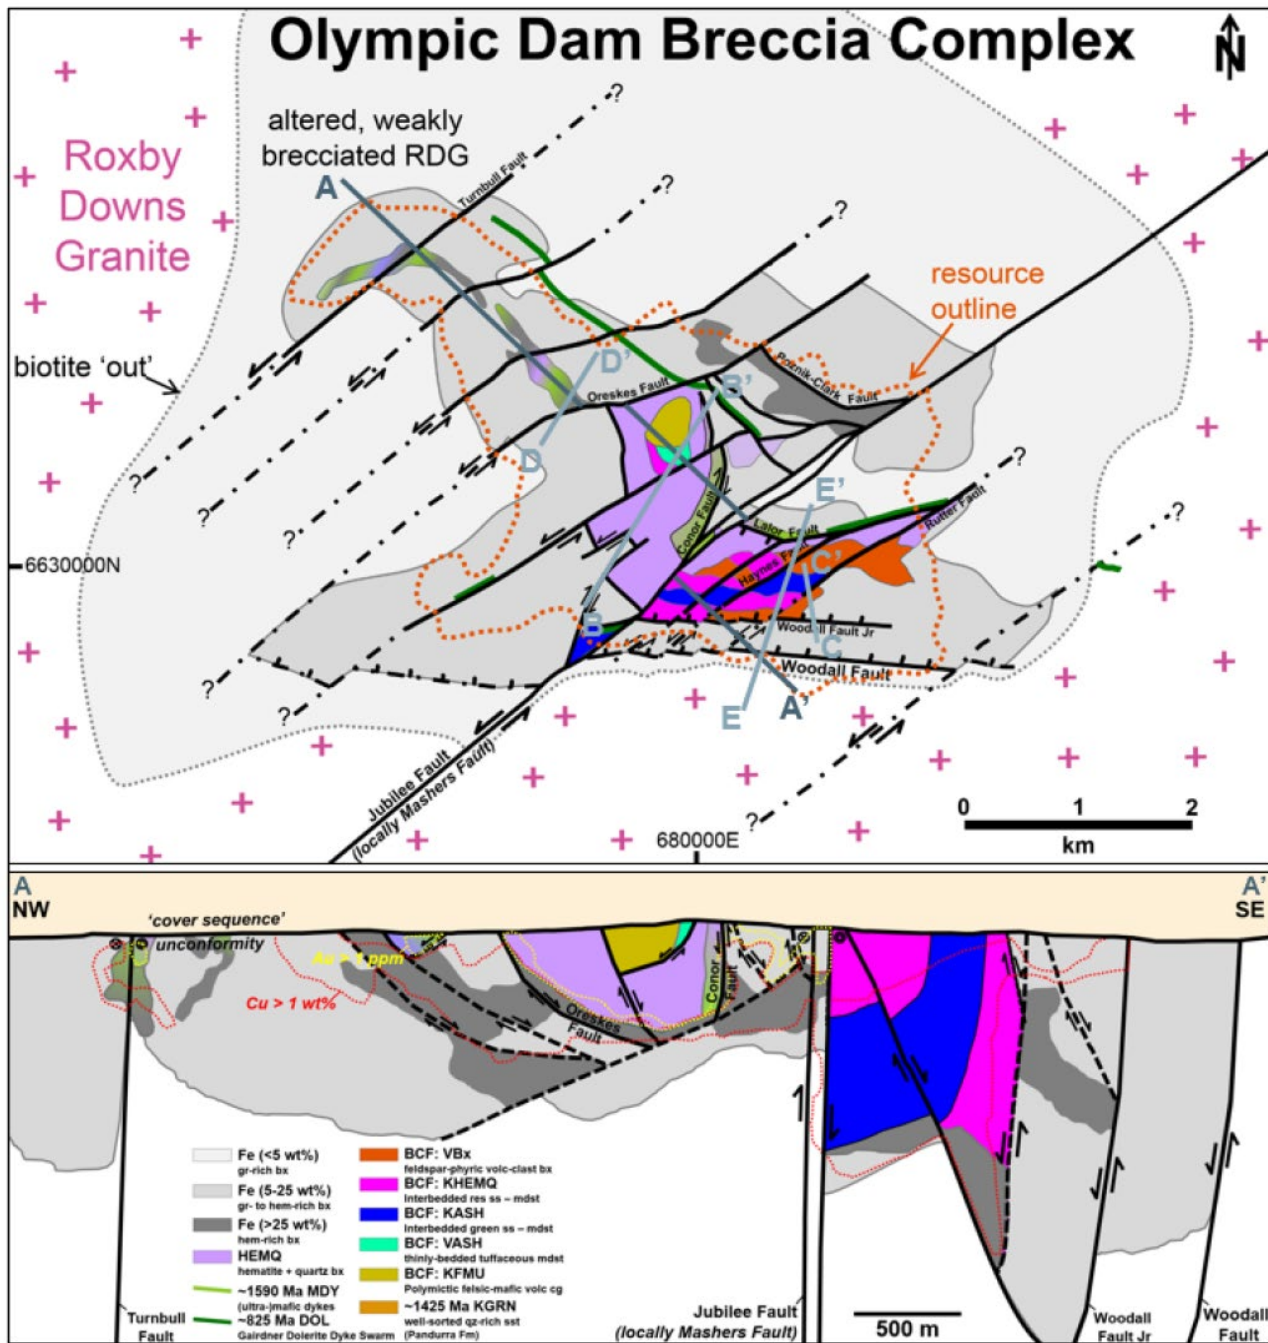 Olympic Dam Breccia Complex
N
altered, weakly
brecciated RDG
Roxby
Downs
Granite
A
Turnbull Fault
?
?
?
resource
outline
biotite 'out'
D'
Oreskes Fault
B'
Roznik-Clark
Fault
D
?
?
?
E'
?
?
Conor Fault
Lalor Fault
Rutter Fault
6630000N
Haynes F
C'
B
Woodall Fault Jr
C
Woodall Fault
?
?
E
A'
Jubilee Fault
(locally Mashers Fault)
?
0 1 2
km
680000E
A
NW
'cover sequence'
unconformity
A'
SE
Au > 1 ppm
Cu > 1 wt%
Oreskes
Fault
Conor
Fault
Fe (<5 wt%)
gr-rich bx
Fe (5-25 wt%)
gr- to hem-rich bx
Fe (>25 wt%)
hem-rich bx
HEMQ
hematite + quartz bx
~1590 Ma MDY
(ultra-)mafic dykes
~825 Ma DOL
Gairdner Dolerite Dyke Swarm
BCF: VBx
feldspar-phyric volc-clast bx
BCF: KHEMQ
Interbedded res ss – mdst
BCF: KASH
Interbedded green ss – mdst
BCF: VASH
thinly-bedded tuffaceous mdst
BCF: KFMU
Polymictic felsic-mafic volc cg
~1425 Ma KGRN
well-sorted qz-rich sst
(Pandurra Fm)
Turnbull
Fault
Jubilee Fault
(locally Mashers Fault)
500 m
Woodall
Fault Jr
Woodall
Fault